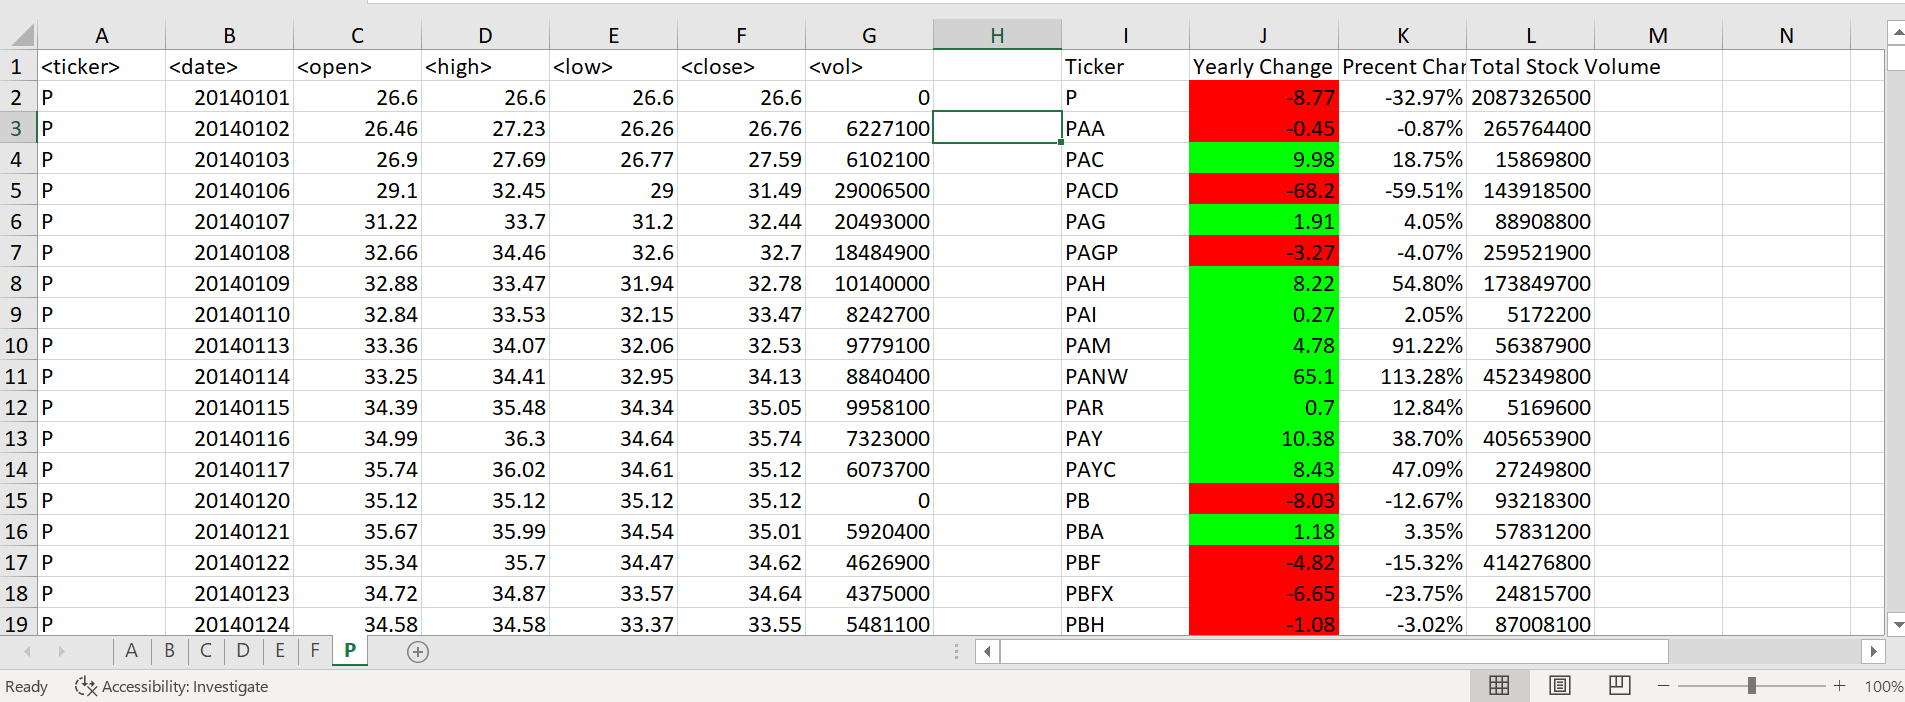 A B C D E F G H I J K L M N
1 <ticker> <date> <open> <high> <low> <close> <vol> Ticker Yearly Change Precent Char Total Stock Volume
2 P 20140101 26.6 26.6 26.6 26.6 0 P -8.77 -32.97% 2087326500
3 P 20140102 26.46 27.23 26.26 26.76 6227100 PAA -0.45 -0.87% 265764400
4 P 20140103 26.9 27.69 26.77 27.59 6102100 PAC 9.98 18.75% 15869800
5 P 20140106 29.1 32.45 29 31.49 29006500 PACD -68.2 -59.51% 143918500
6 P 20140107 31.22 33.7 31.2 32.44 20493000 PAG 1.91 4.05% 88908800
7 P 20140108 32.66 34.46 32.6 32.7 18484900 PAGP -3.27 -4.07% 259521900
8 P 20140109 32.88 33.47 31.94 32.78 10140000 PAH 8.22 54.80% 173849700
9 P 20140110 32.84 33.53 32.15 33.47 8242700 PAI 0.27 2.05% 5172200
10 P 20140113 33.36 34.07 32.06 32.53 9779100 PAM 4.78 91.22% 56387900
11 P 20140114 33.25 34.41 32.95 34.13 8840400 PANW 65.1 113.28% 452349800
12 P 20140115 34.39 35.48 34.34 35.05 9958100 PAR 0.7 12.84% 5169600
13 P 20140116 34.99 36.3 34.64 35.74 7323000 PAY 10.38 38.70% 405653900
14 P 20140117 35.74 36.02 34.61 35.12 6073700 PAYC 8.43 47.09% 27249800
15 P 20140120 35.12 35.12 35.12 35.12 0 PB -8.03 -12.67% 93218300
16 P 20140121 35.67 35.99 34.54 35.01 5920400 PBA 1.18 3.35% 57831200
17 P 20140122 35.34 35.7 34.47 34.62 4626900 PBF -4.82 -15.32% 414276800
18 P 20140123 34.72 34.87 33.57 34.64 4375000 PBFX -6.65 -23.75% 24815700
19 P 20140124 34.58 34.58 33.37 33.55 5481100 PBH -1.08 -3.02% 87008100
A B C D E F P
Ready Accessibility: Investigate 100%